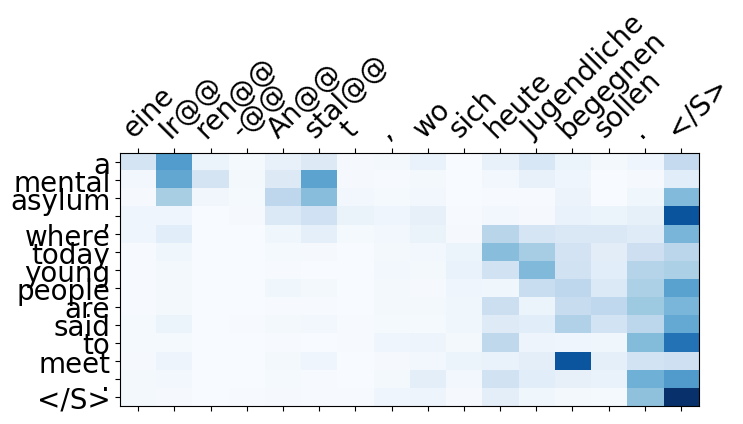 eine Ir@@ ren@@ -@@ An@@ stal@@ t , wo sich heute Jugendliche begegnen sollen . </S>
a
mental
asylum
,
where
today
young
people
are
said
to
meet
.
</S>